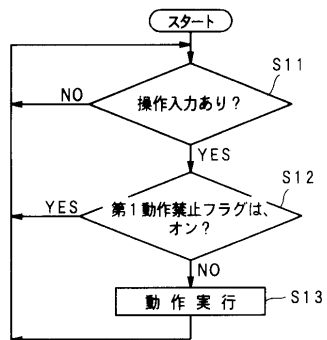 スタート
S11
操作入力あり?
NO
YES
S12
第1動作禁止フラグは、
オン?
YES
NO
動作実行
S13